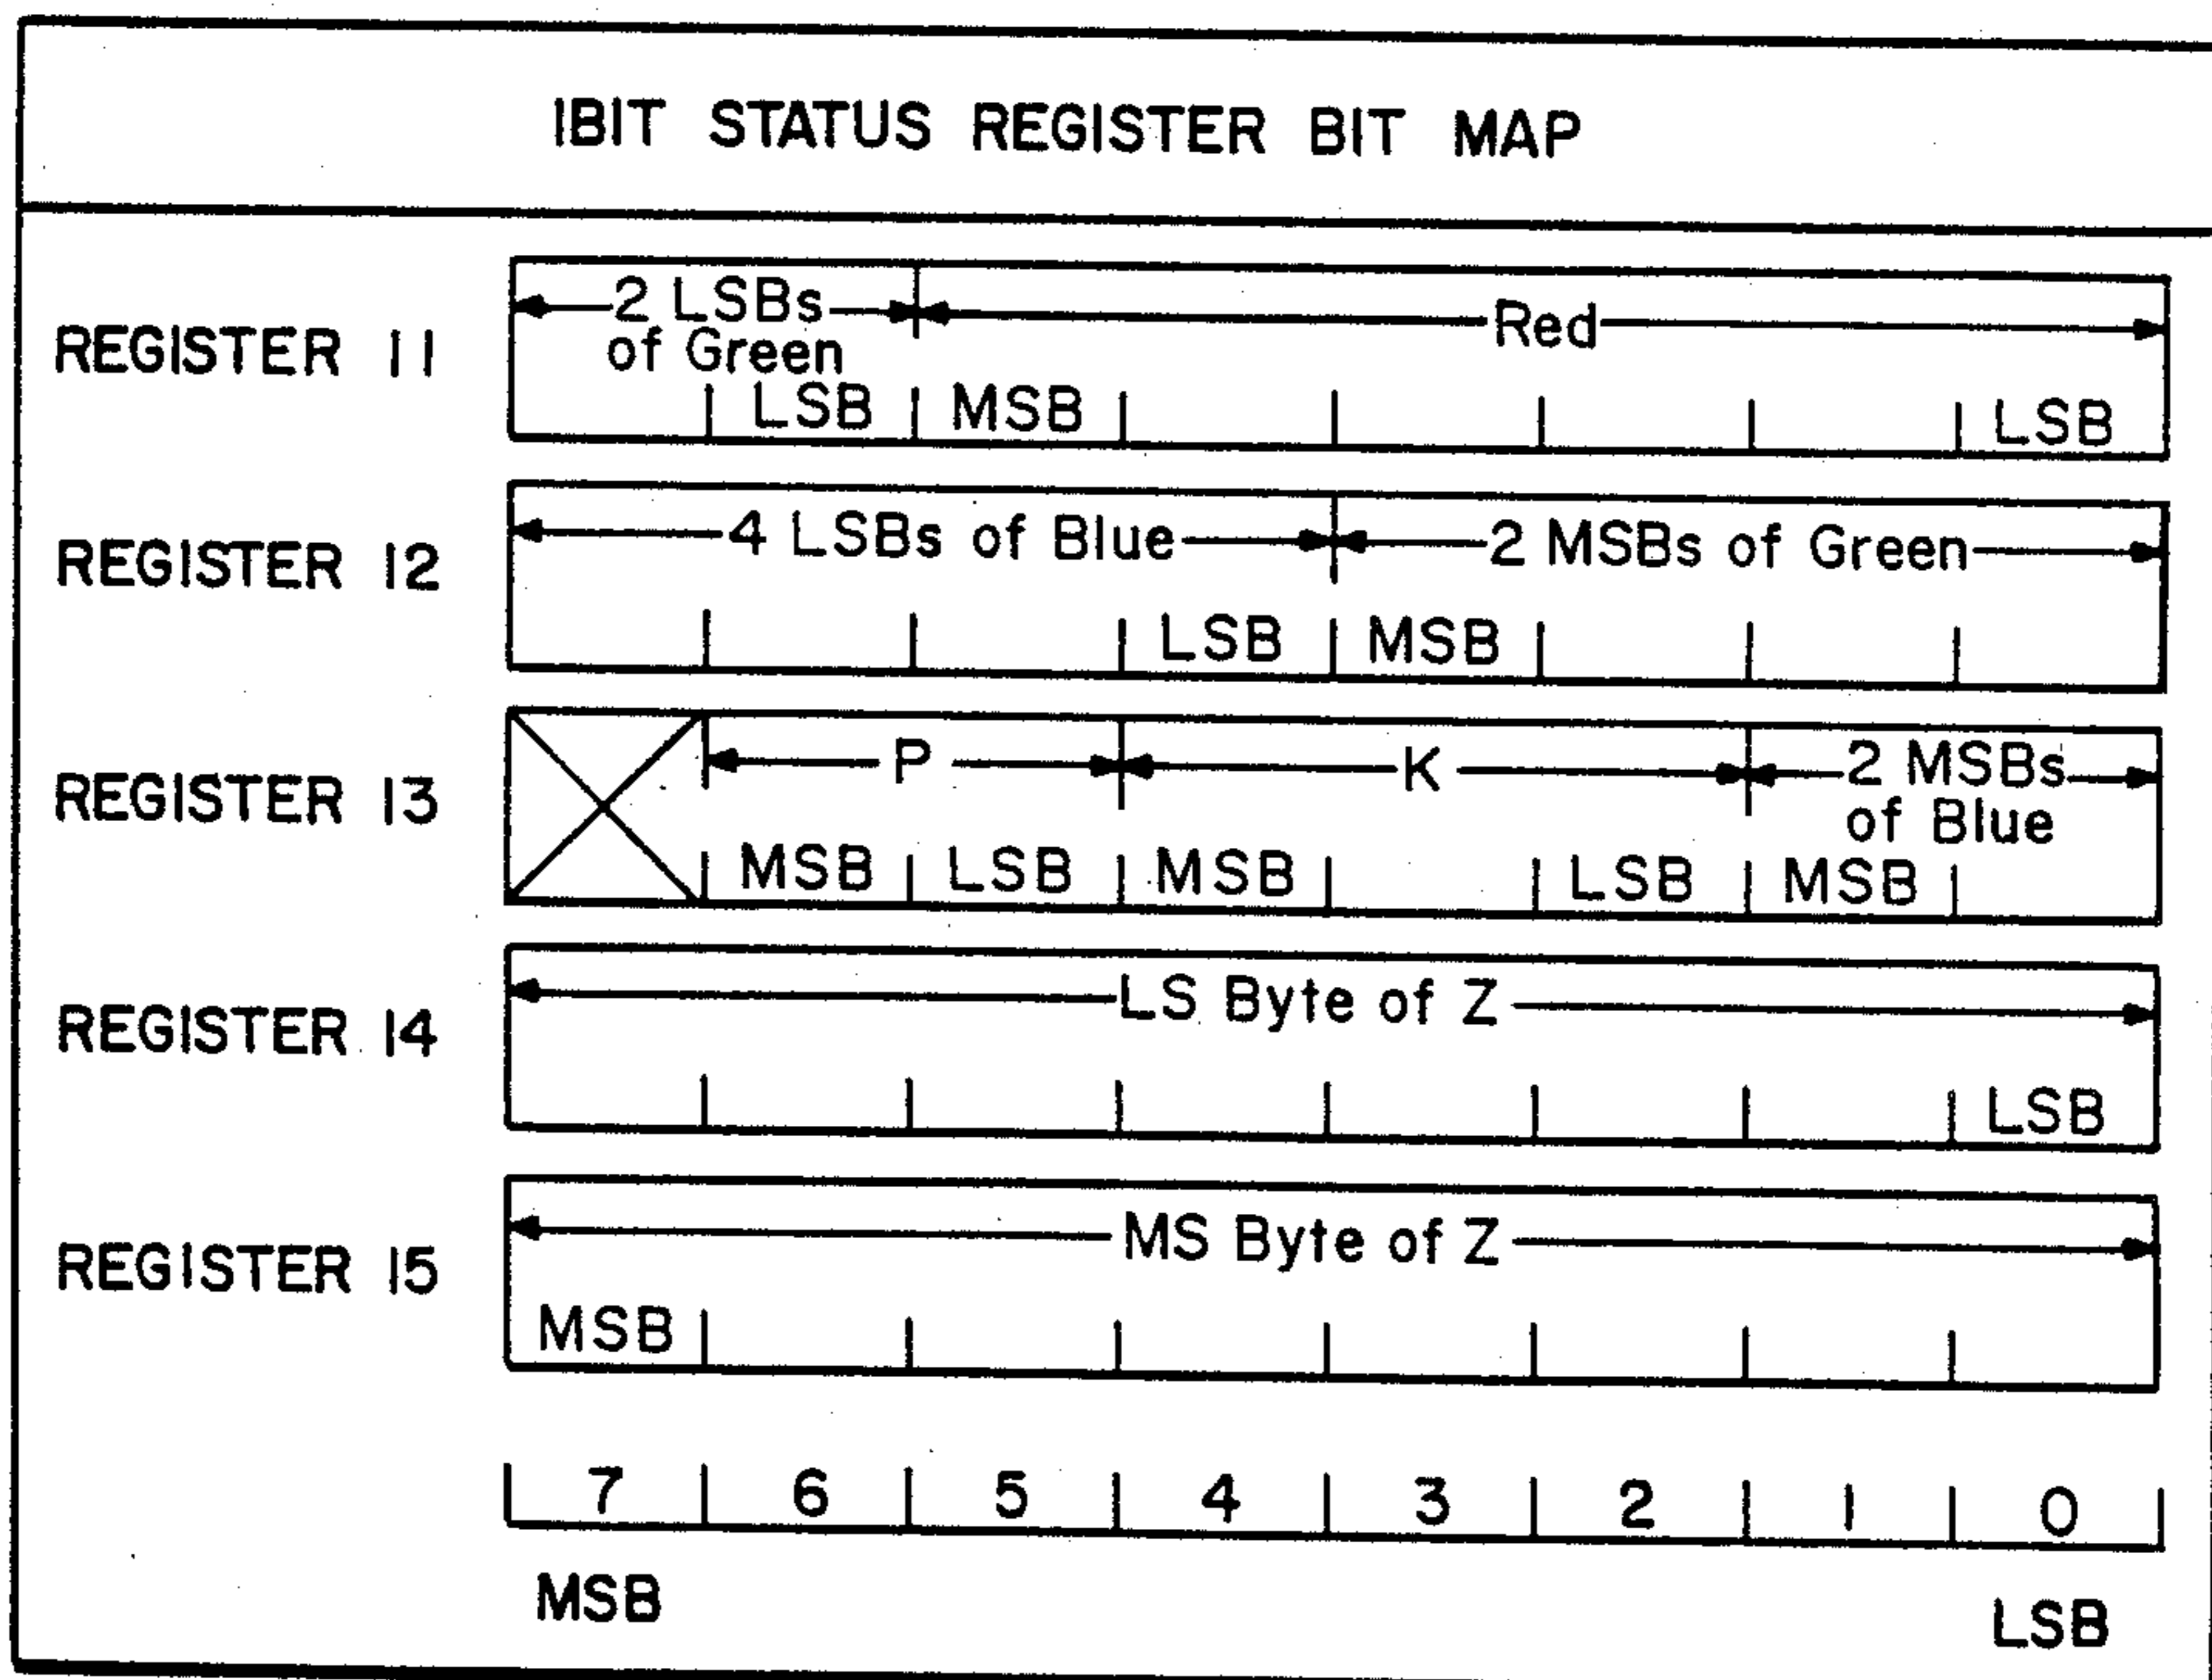 IBIT STATUS REGISTER BIT MAP
REGISTER 11
2 LSBs
of Green
Red
LSB MSB LSB
REGISTER 12
4 LSBs of Blue 2 MSBs of Green
LSB MSB
REGISTER 13
P K 2 MSBs
of Blue
MSB LSB MSB LSB MSB
REGISTER 14
LS Byte of Z
LSB
REGISTER 15
MS Byte of Z
MSB
7 6 5 4 3 2 1 0
MSB LSB